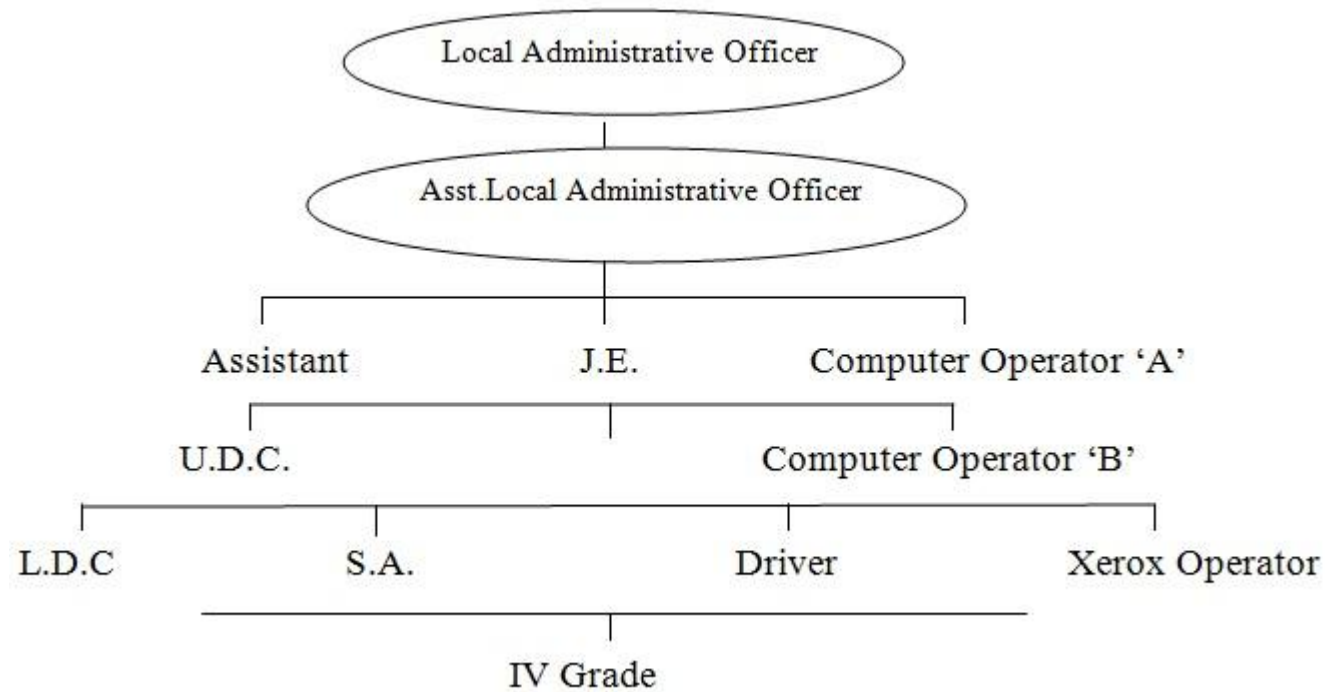 Local Administrative Officer
Asst.Local Administrative Officer
Assistant J.E. Computer Operator ‘A’
U.D.C. Computer Operator ‘B’
L.D.C S.A. Driver Xerox Operator
IV Grade